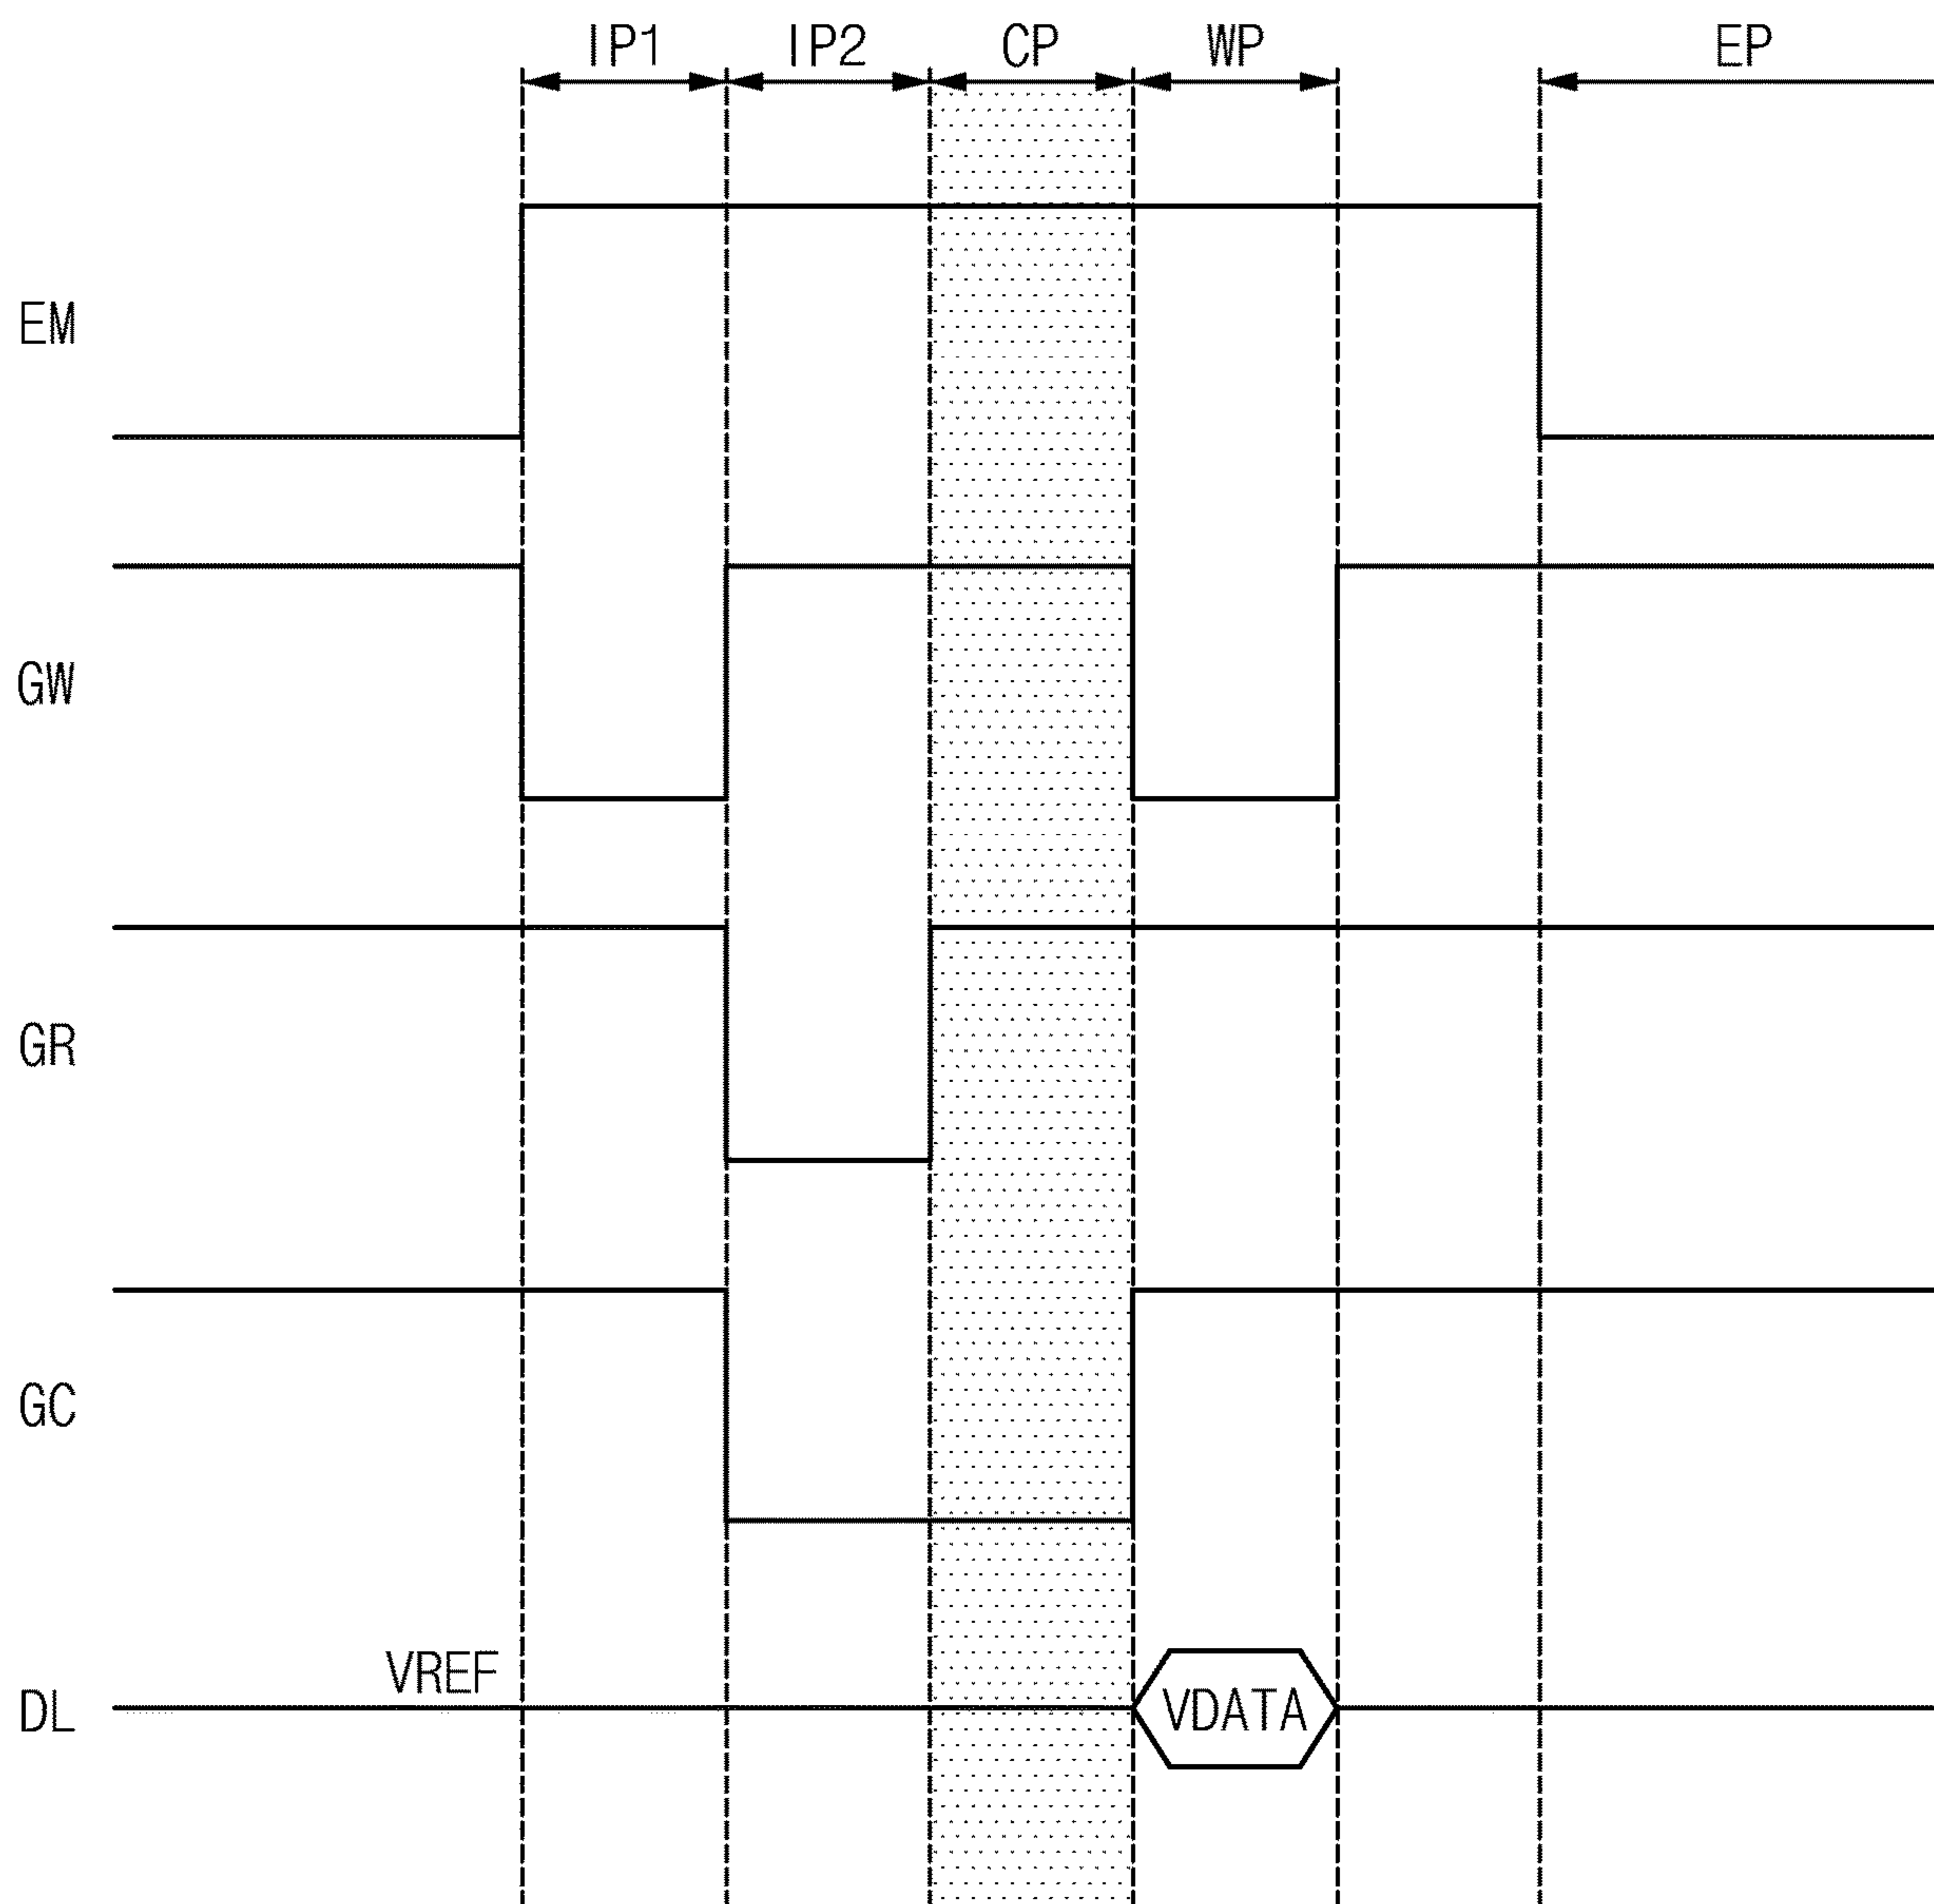 IP1 IP2 CP WP EP
EM
GW
GR
GC
VREF
DL VDATA